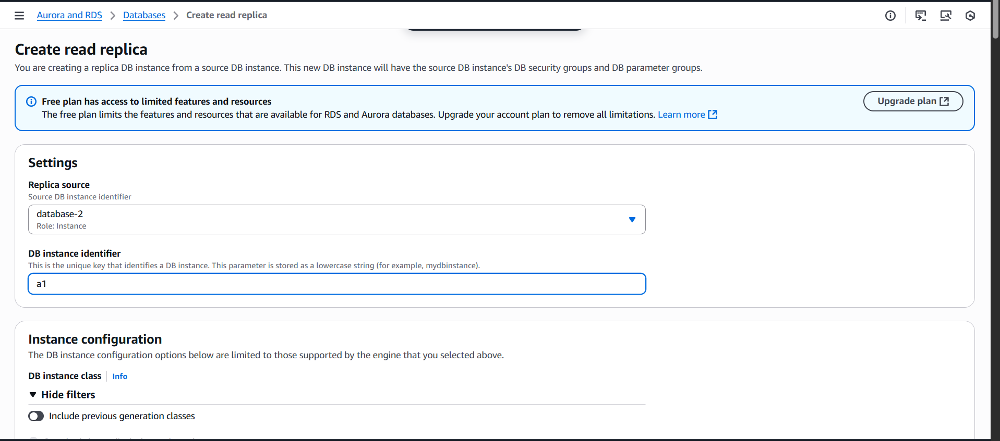 Aurora and RDS > Databases > Create read replica
Create read replica
You are creating a replica DB instance from a source DB instance. This new DB instance will have the source DB instance's DB security groups and DB parameter groups.
Free plan has access to limited features and resources
Upgrade plan
The free plan limits the features and resources that are available for RDS and Aurora databases. Upgrade your account plan to remove all limitations. Learn more
Settings
Replica source
Source DB instance identifier
database-2
Role: Instance
DB instance identifier
This is the unique key that identifies a DB instance. This parameter is stored as a lowercase string (for example, mydbinstance).
a1
Instance configuration
The DB instance configuration options below are limited to those supported by the engine that you selected above.
DB instance class Info
Hide filters
Include previous generation classes